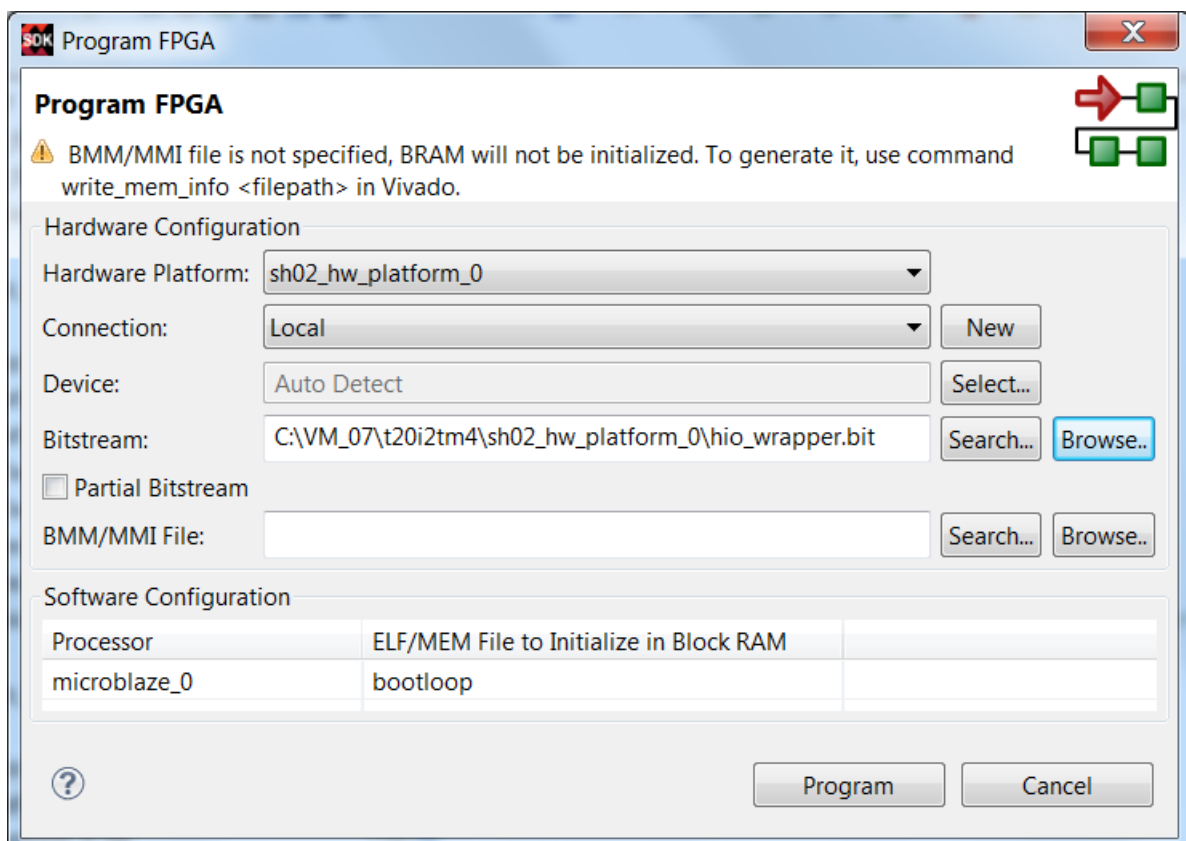 SDK Program FPGA
Program FPGA
BMM/MMI file is not specified, BRAM will not be initialized. To generate it, use command
write_mem_info <filepath> in Vivado.
Hardware Configuration
Hardware Platform: sh02_hw_platform_0
Connection: Local New
Device: Auto Detect Select...
Bitstream: C:\VM_07\t20i2tm4\sh02_hw_platform_0\hio_wrapper.bit Search... Browse..
Partial Bitstream
BMM/MMI File: Search... Browse..
Software Configuration
Processor ELF/MEM File to Initialize in Block RAM
microblaze_0 bootloop
? Program Cancel